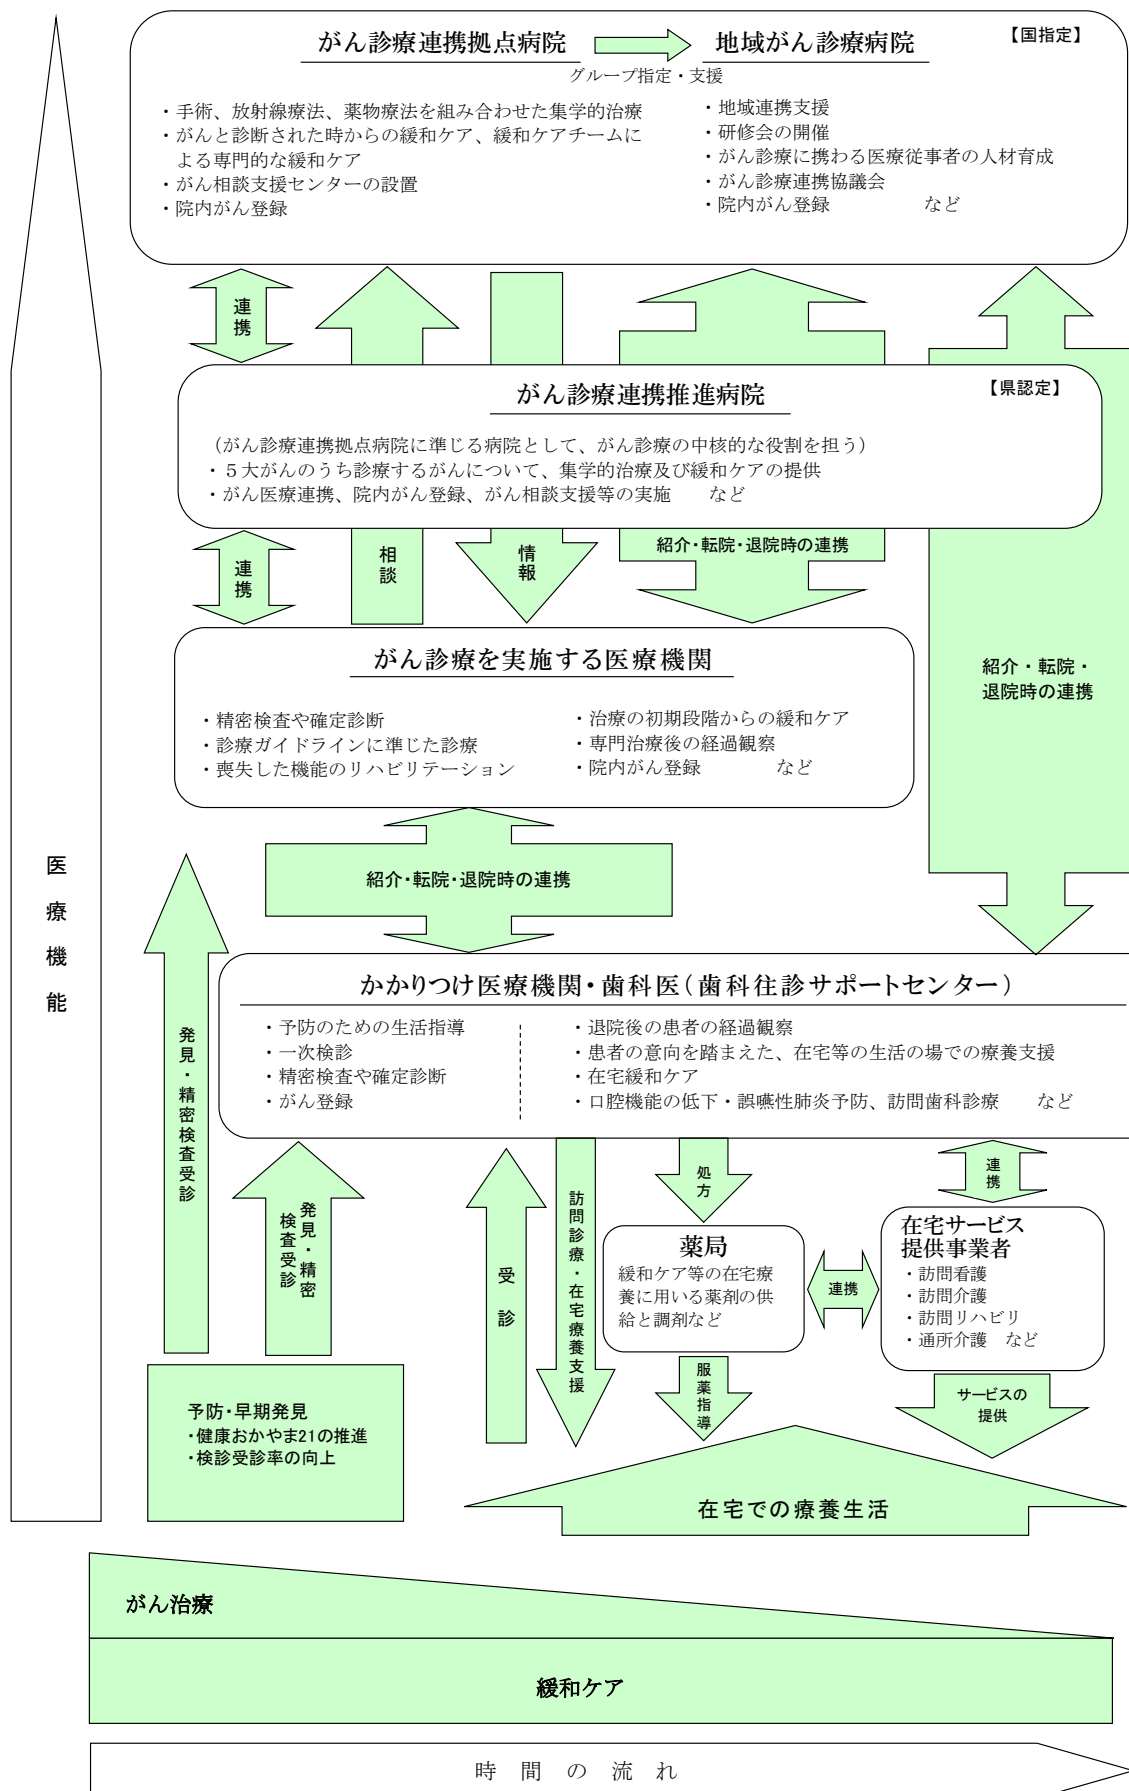 がん診療連携拠点病院
地域がん診療病院
【国指定】
グループ指定・支援
・手術、放射線療法、薬物療法を組み合わせた集学的治療
・がんと診断された時からの緩和ケア、緩和ケアチームに
よる専門的な緩和ケア
・がん相談支援センターの設置
・院内がん登録
・地域連携支援
・研修会の開催
・がん診療に携わる医療従事者の人材育成
・がん診療連携協議会
・院内がん登録　など
連携
がん診療連携推進病院
【県認定】
(がん診療連携拠点病院に準じる病院として、がん診療の中核的な役割を担う)
・５大がんのうち診療するがんについて、集学的治療及び緩和ケアの提供
・がん医療連携、院内がん登録、がん相談支援等の実施　など
連携
相談
情報
紹介・転院・退院時の連携
がん診療を実施する医療機関
・精密検査や確定診断
・診療ガイドラインに準じた診療
・喪失した機能のリハビリテーション
・治療の初期段階からの緩和ケア
・専門治療後の経過観察
・院内がん登録　など
紹介・転院・
退院時の連携
紹介・転院・退院時の連携
医療機能
かかりつけ医療機関・歯科医(歯科往診サポートセンター)
・予防のための生活指導
・一次検診
・精密検査や確定診断
・がん登録
・退院後の患者の経過観察
・患者の意向を踏まえた、在宅等の生活の場での療養支援
・在宅緩和ケア
・口腔機能の低下・誤嚥性肺炎予防、訪問歯科診療　など
発見・精密検査受診
発見・精密
検査受診
受診
訪問診療・在宅療養支援
処方
連携
薬局
緩和ケア等の在宅療
養に用いる薬剤の供
給と調剤など
連携
在宅サービス
提供事業者
・訪問看護
・訪問介護
・訪問リハビリ
・通所介護　など
服薬指導
サービスの
提供
予防・早期発見
・健康おかやま21の推進
・検診受診率の向上
在宅での療養生活
がん治療
緩和ケア
時間の流れ